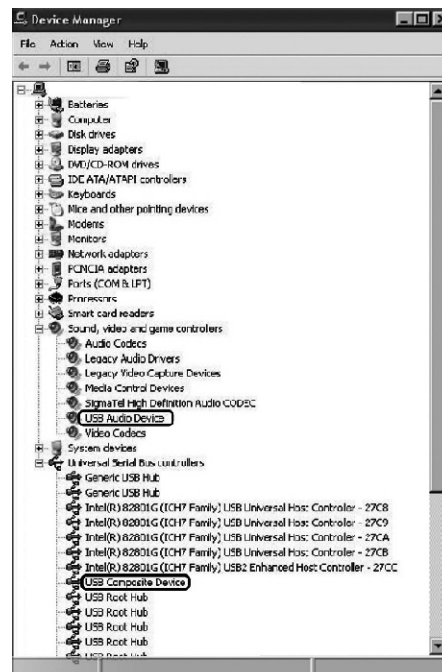 Device Manager
File Action View Help
Batteries
Computer
Disk drives
Display adapters
DVD/CD-ROM drives
IDE ATA/ATAPI controllers
Keyboards
Mice and other pointing devices
Modems
Monitors
Network adapters
PCMCIA adapters
Ports (COM & LPT)
Processors
Smart card readers
Sound, video and game controllers
Audio Codecs
Legacy Audio Drivers
Legacy Video Capture Devices
Media Control Devices
SigmaTel High Definition Audio CODEC
USB Audio Device
Video Codecs
System devices
Universal Serial Bus controllers
Generic USB Hub
Generic USB Hub
Intel(R) 82801G (ICH7 Family) USB Universal Host Controller - 27C8
Intel(R) 82801G (ICH7 Family) USB Universal Host Controller - 27C9
Intel(R) 82801G (ICH7 Family) USB Universal Host Controller - 27CA
Intel(R) 82801G (ICH7 Family) USB Universal Host Controller - 27CB
Intel(R) 82801G (ICH7 Family) USB2 Enhanced Host Controller - 27CC
USB Composite Device
USB Root Hub
USB Root Hub
USB Root Hub
USB Root Hub
USB Root Hub